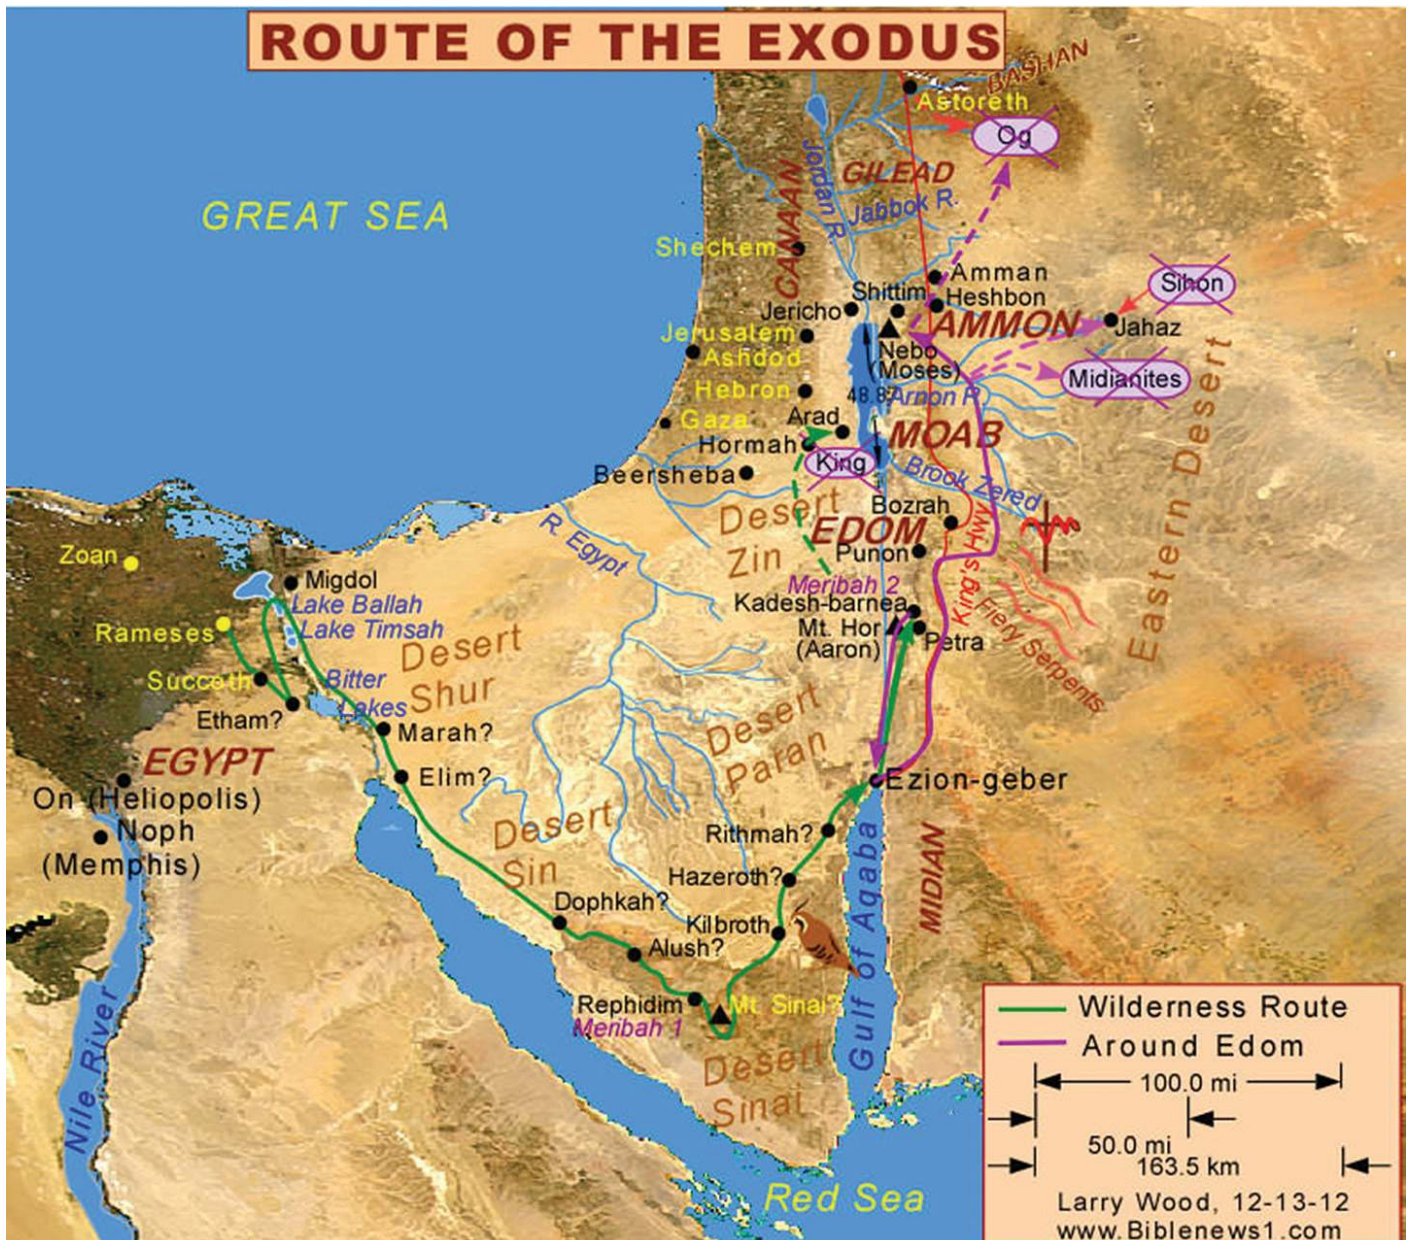 ROUTE OF THE EXODUS
BASHAN
Astoreth
Og
GREAT SEA
CANAAN
Jordan R.
GILEAD
Jabbok R.
Shechem
Amman
Sihon
Shittim
Heshbon
Jericho
AMMON
Jahaz
Jerusalem
Nebo
(Moses)
Ashdod
Midianites
Hebron
48.87
Arnon R.
Gaza
Arad
MOAB
Hormah
King
Beersheba
Brook Zered
Eastern Desert
Bozrah
Desert
Zin
EDOM
R. Egypt
Punon
King's Hwy
Zoan
Migdol
Meribah 2
Lake Ballah
Kadesh-barnea
Fiery Serpents
Rameses
Lake Timsah
Mt. Hor
(Aaron)
Petra
Desert
Shur
Succoth
Bitter
Lakes
Etham?
Marah?
Desert
Paran
EGYPT
Elim?
Ezion-geber
On (Heliopolis)
Noph
(Memphis)
Desert
Sin
Rithmah?
MIDIAN
Hazeroth?
Dophkah?
Kilbroth
Alush?
Gulf of Aqaba
Rephidim
Mt. Sinai?
Meribah 1
Nile River
Desert
Sinai
Red Sea
Wilderness Route
Around Edom
100.0 mi
50.0 mi
163.5 km
Larry Wood, 12-13-12
www.Biblenews1.com